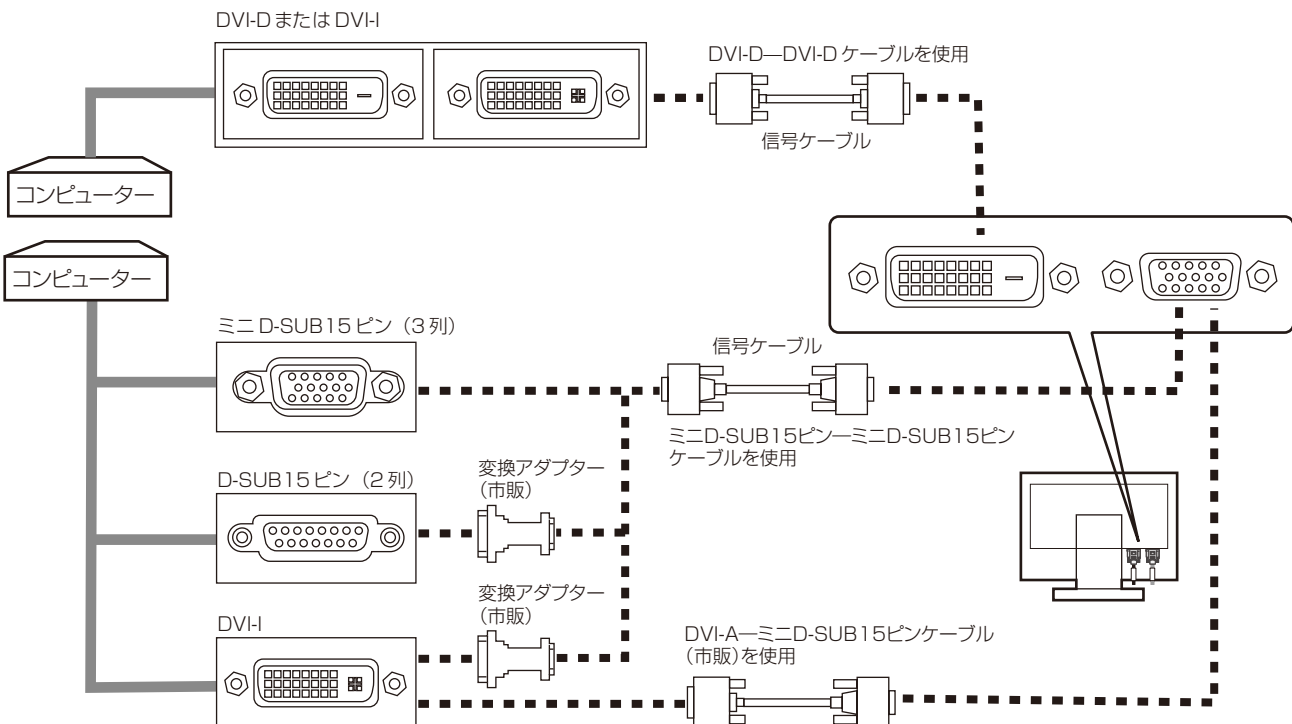 DVI-D または DVI-I
DVI-D—DVI-D ケーブルを使用
信号ケーブル
コンピューター
コンピューター
ミニ D-SUB15 ピン（3 列）
信号ケーブル
ミニD-SUB15ピン—ミニD-SUB15ピン
ケーブルを使用
D-SUB15 ピン（2 列）
変換アダプター
（市販）
変換アダプター
（市販）
DVI-I
DVI-A—ミニD-SUB15ピンケーブル
（市販）を使用